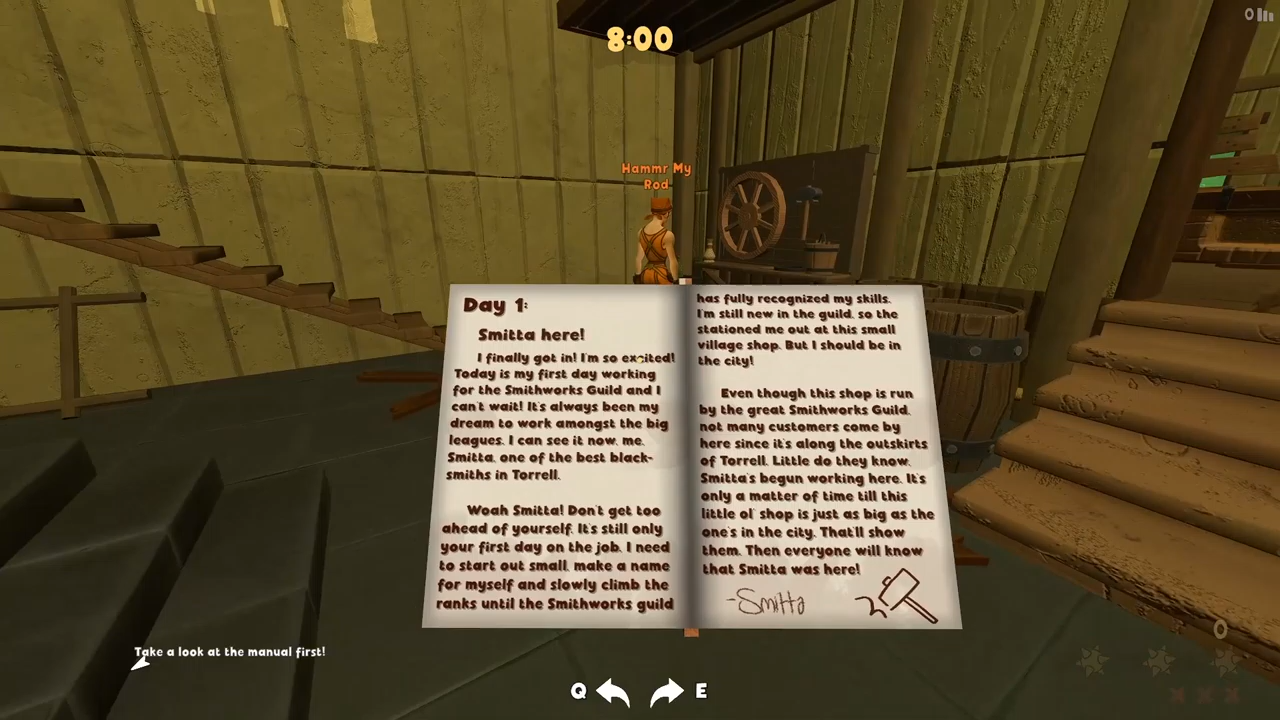 8:00
0
Hammr My
Rod
Day 1:
Smitta here!
I finally got in! I'm so excited!
Today is my first day working
for the Smithworks Guild and I
can't wait! It's always been my
dream to work amongst the big
leagues. I can see it now, me,
Smitta, one of the best black-
smiths in Torrell.
Woah Smitta! Don't get too
ahead of yourself. It's still only
your first day on the job. I need
to start out small, make a name
for myself and slowly climb the
ranks until the Smithworks guild
has fully recognized my skills.
I'm still new in the guild, so the
stationed me out at this small
village shop. But I should be in
the city!
Even though this shop is run
by the great Smithworks Guild,
not many customers come by
here since it's along the outskirts
of Torrell. Little do they know,
Smitta's begun working here. It's
only a matter of time till this
little ol' shop is just as big as the
one's in the city. That'll show
them. Then everyone will know
that Smitta was here!
-Smitta
Take a look at the manual first!
0
Q E